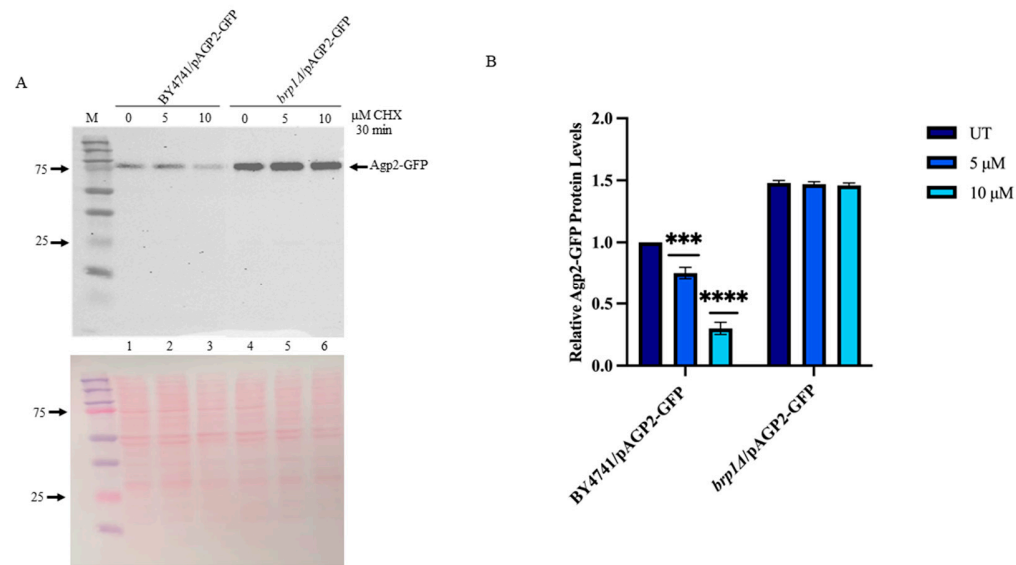 A
BY4741/pAGP2-GFP
brp1Δ/pAGP2-GFP
M 0 5 10 0 5 10 μM CHX
30 min
75
Agp2-GFP
25
1 2 3 4 5 6
75
25
B
Relative Agp2-GFP Protein Levels
2.0
1.5
1.0
0.5
0.0
***
****
BY4741/pAGP2-GFP
brp1Δ/pAGP2-GFP
UT
5 μM
10 μM